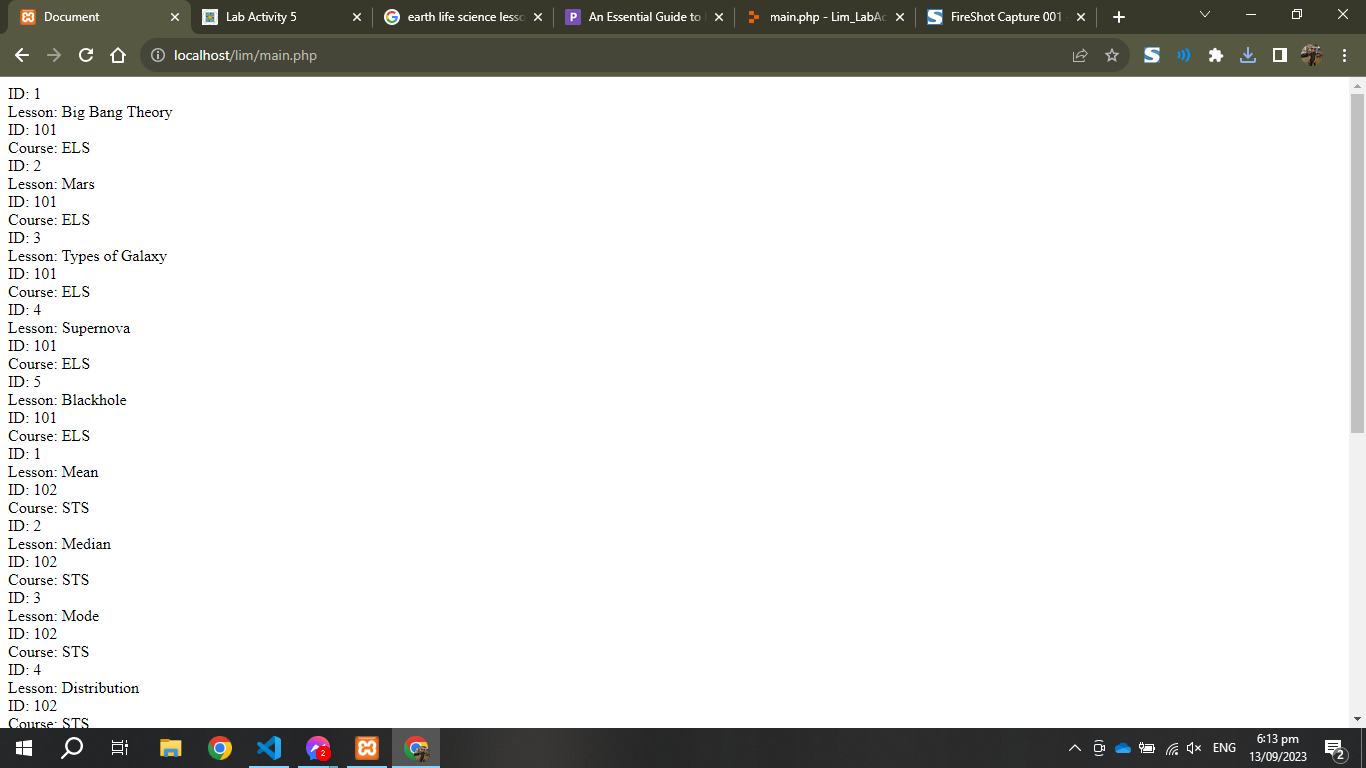 Document
Lab Activity 5
earth life science lesso
An Essential Guide to
main.php - Lim_LabAc
FireShot Capture 001
localhost/lim/main.php
ID: 1
Lesson: Big Bang Theory
ID: 101
Course: ELS
ID: 2
Lesson: Mars
ID: 101
Course: ELS
ID: 3
Lesson: Types of Galaxy
ID: 101
Course: ELS
ID: 4
Lesson: Supernova
ID: 101
Course: ELS
ID: 5
Lesson: Blackhole
ID: 101
Course: ELS
ID: 1
Lesson: Mean
ID: 102
Course: STS
ID: 2
Lesson: Median
ID: 102
Course: STS
ID: 3
Lesson: Mode
ID: 102
Course: STS
ID: 4
Lesson: Distribution
ID: 102
Course: STS
2
ENG
6:13 pm
13/09/2023
2